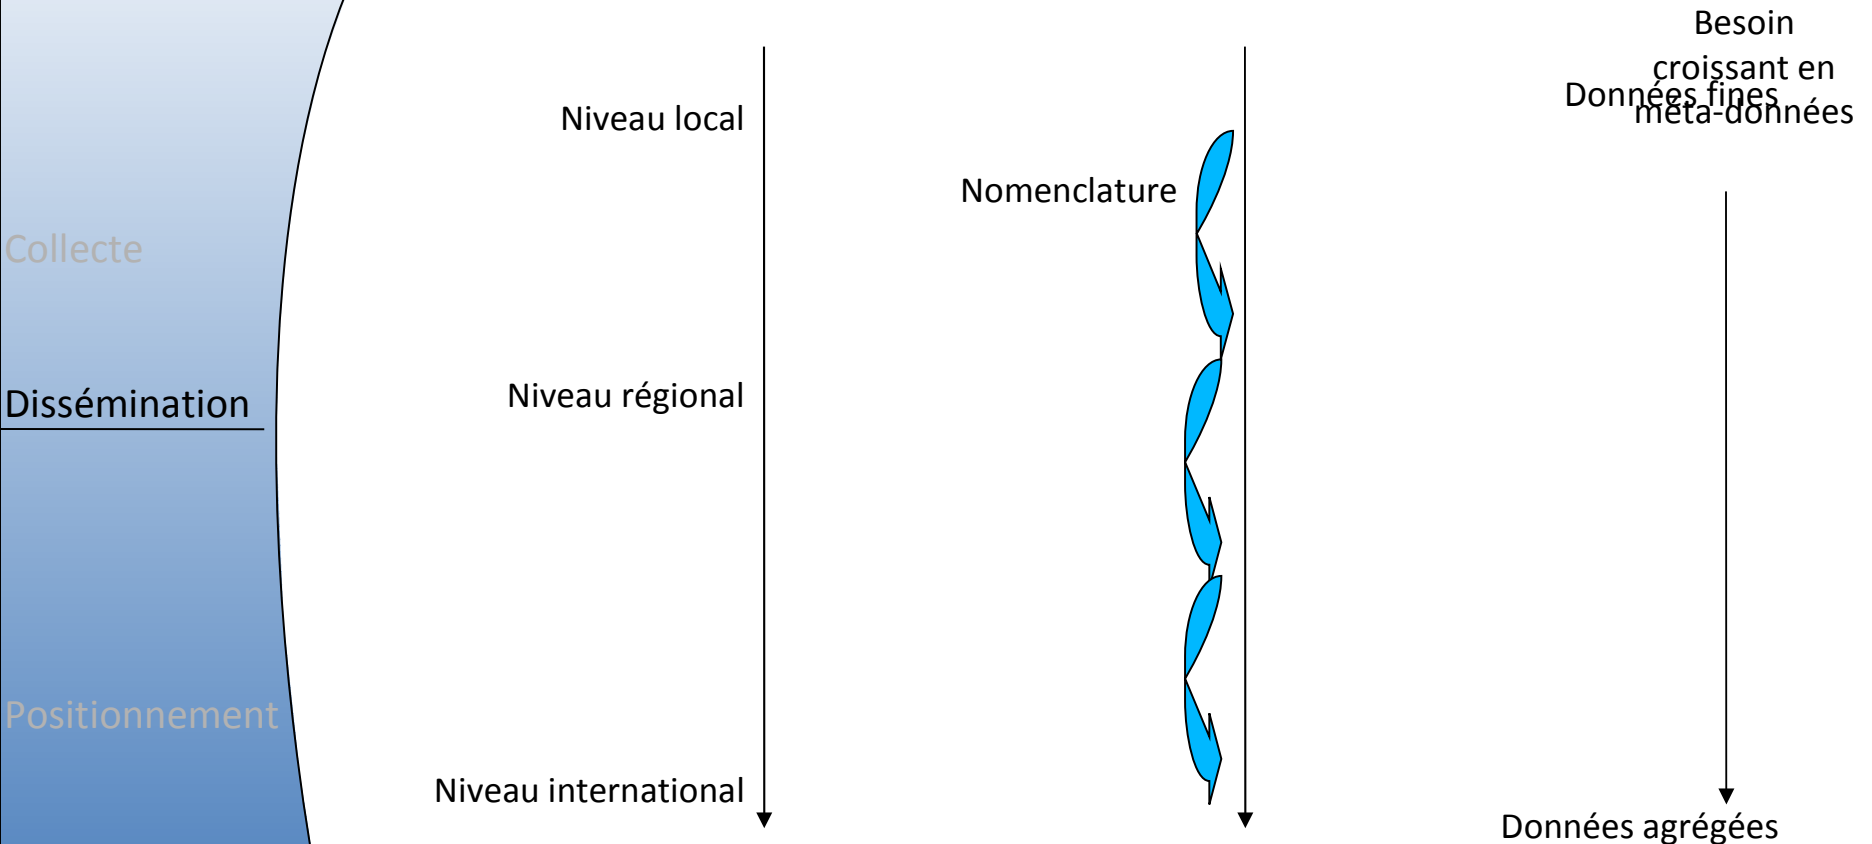 Collecte
Dissémination
Positionnement
Niveau local
Niveau régional
Niveau international
Nomenclature
Besoin
croissant en
méta-données
Données fines
Données agrégées